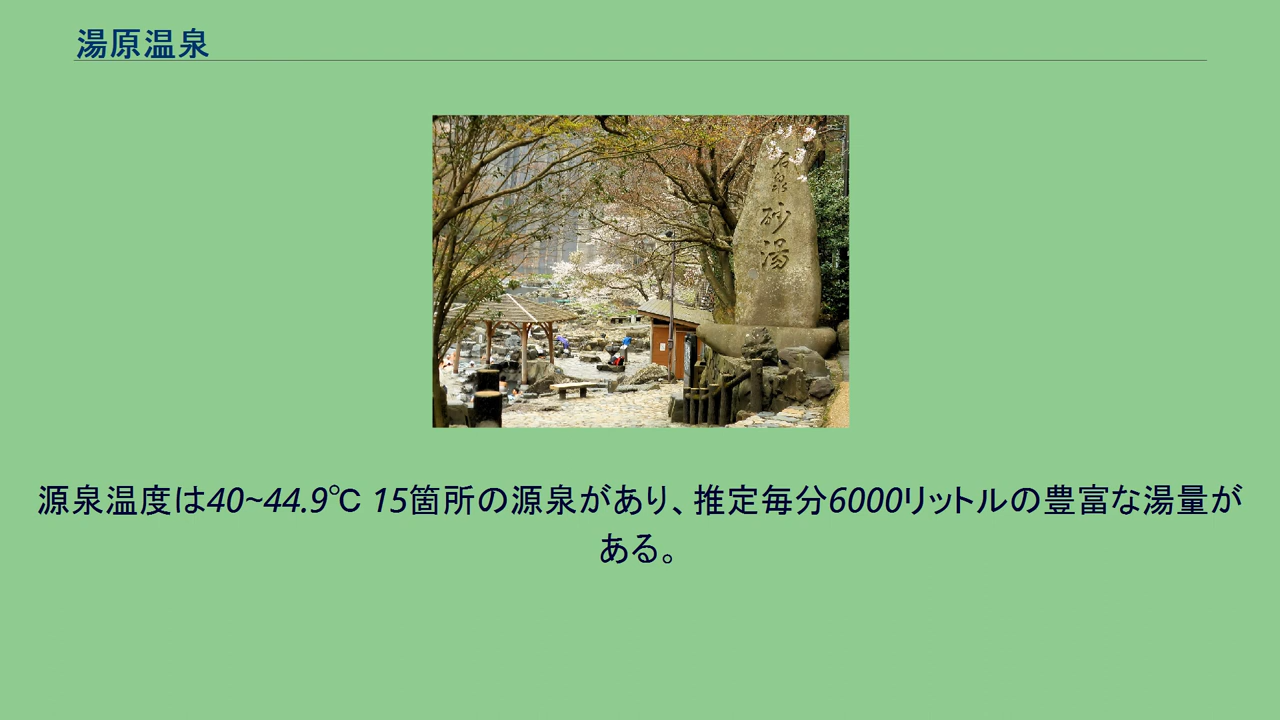 湯原温泉
砂湯
源泉温度は40~44.9℃ 15箇所の源泉があり、推定毎分6000リットルの豊富な湯量が
ある。